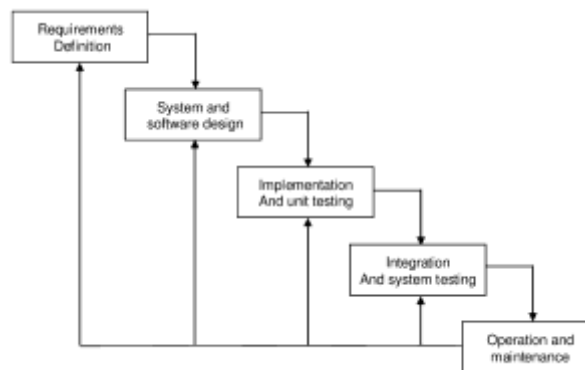 Requirements
Definition
System and
software design
Implementation
And unit testing
Integration
And system testing
Operation and
maintenance